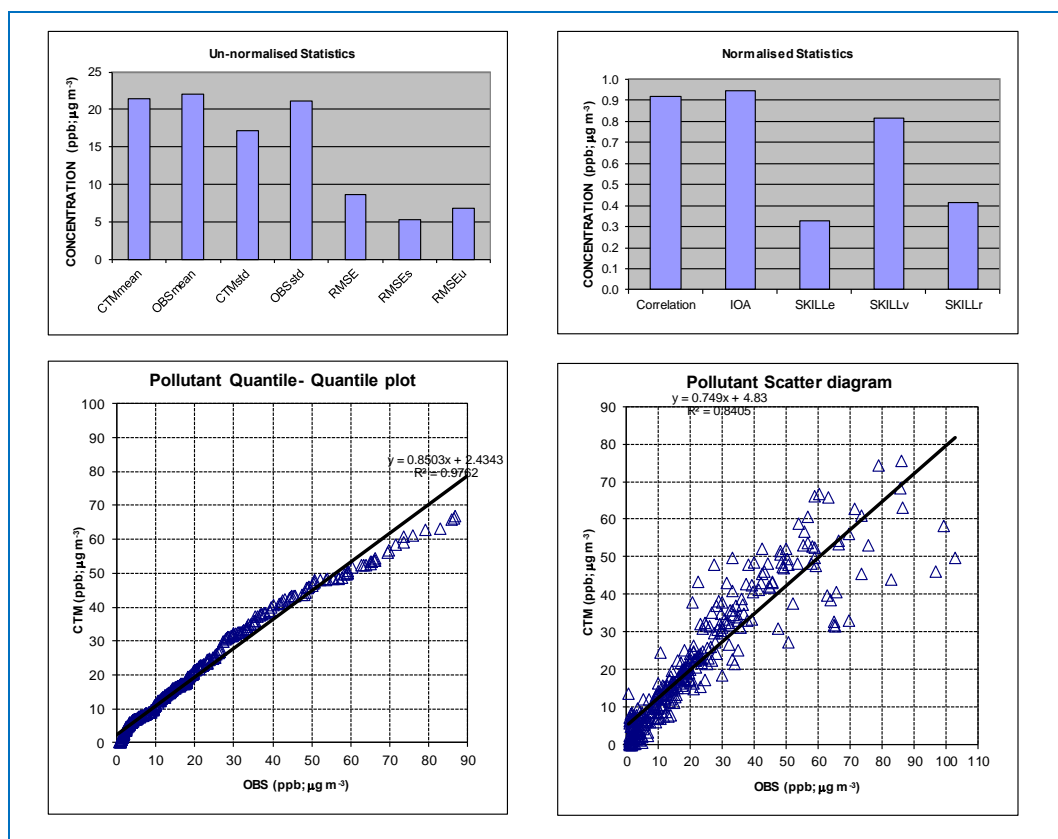 Un-normalised Statistics
25
20
15
10
5
0
CONCENTRATION (ppb; µg m-3)
CTMmean
OBSmean
CTMstd
OBSstd
RMSE
RMSEs
RMSEu
Normalised Statistics
1.0
0.9
0.8
0.7
0.6
0.5
0.4
0.3
0.2
0.1
0.0
CONCENTRATION (ppb; µg m-3)
Correlation IOA SKILLe SKILLv SKILLr
Pollutant Quantile- Quantile plot
y = 0.8503x + 2.4343
R² = 0.9762
100
90
80
70
60
50
40
30
20
10
0
CTM (ppb; µg m-3)
0 10 20 30 40 50 60 70 80 90
OBS (ppb; µg m-3)
Pollutant Scatter diagram
y = 0.749x + 4.83
R² = 0.8405
90
80
70
60
50
40
30
20
10
0
CTM (ppb; µg m-3)
0 10 20 30 40 50 60 70 80 90 100 110
OBS (ppb; µg m-3)